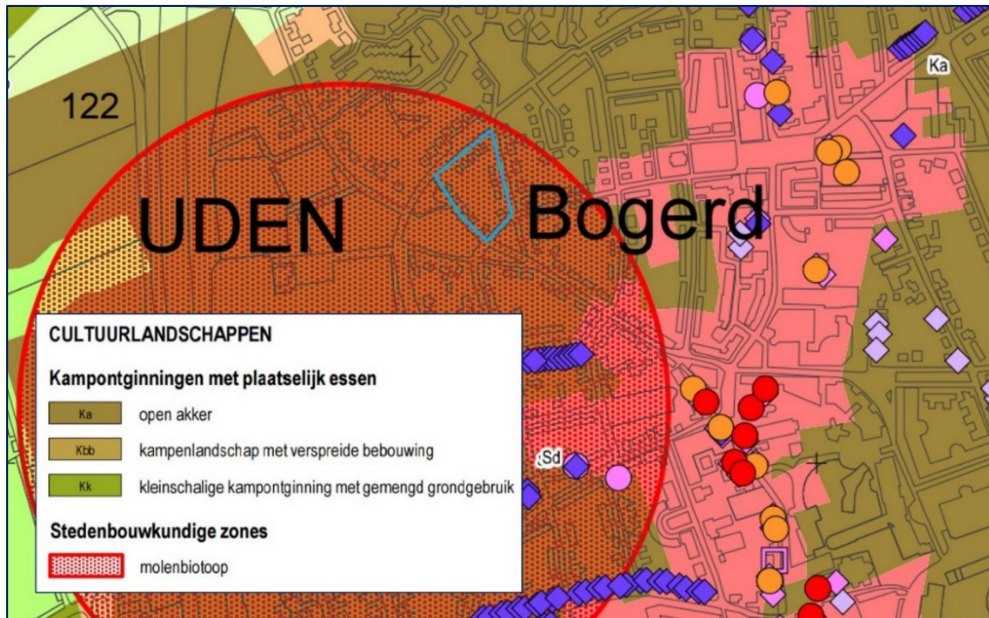 Ka
122
UDEN
Bogerd
CULTUURLANDSCHAPPEN
Kampontginningen met plaatselijk essen
Ka open akker
Kbb kampenlandschap met verspreide bebouwing
Kk kleinschalige kampontginning met gemengd grondgebruik
Stedenbouwkundige zones
molenbiotoop
Sd